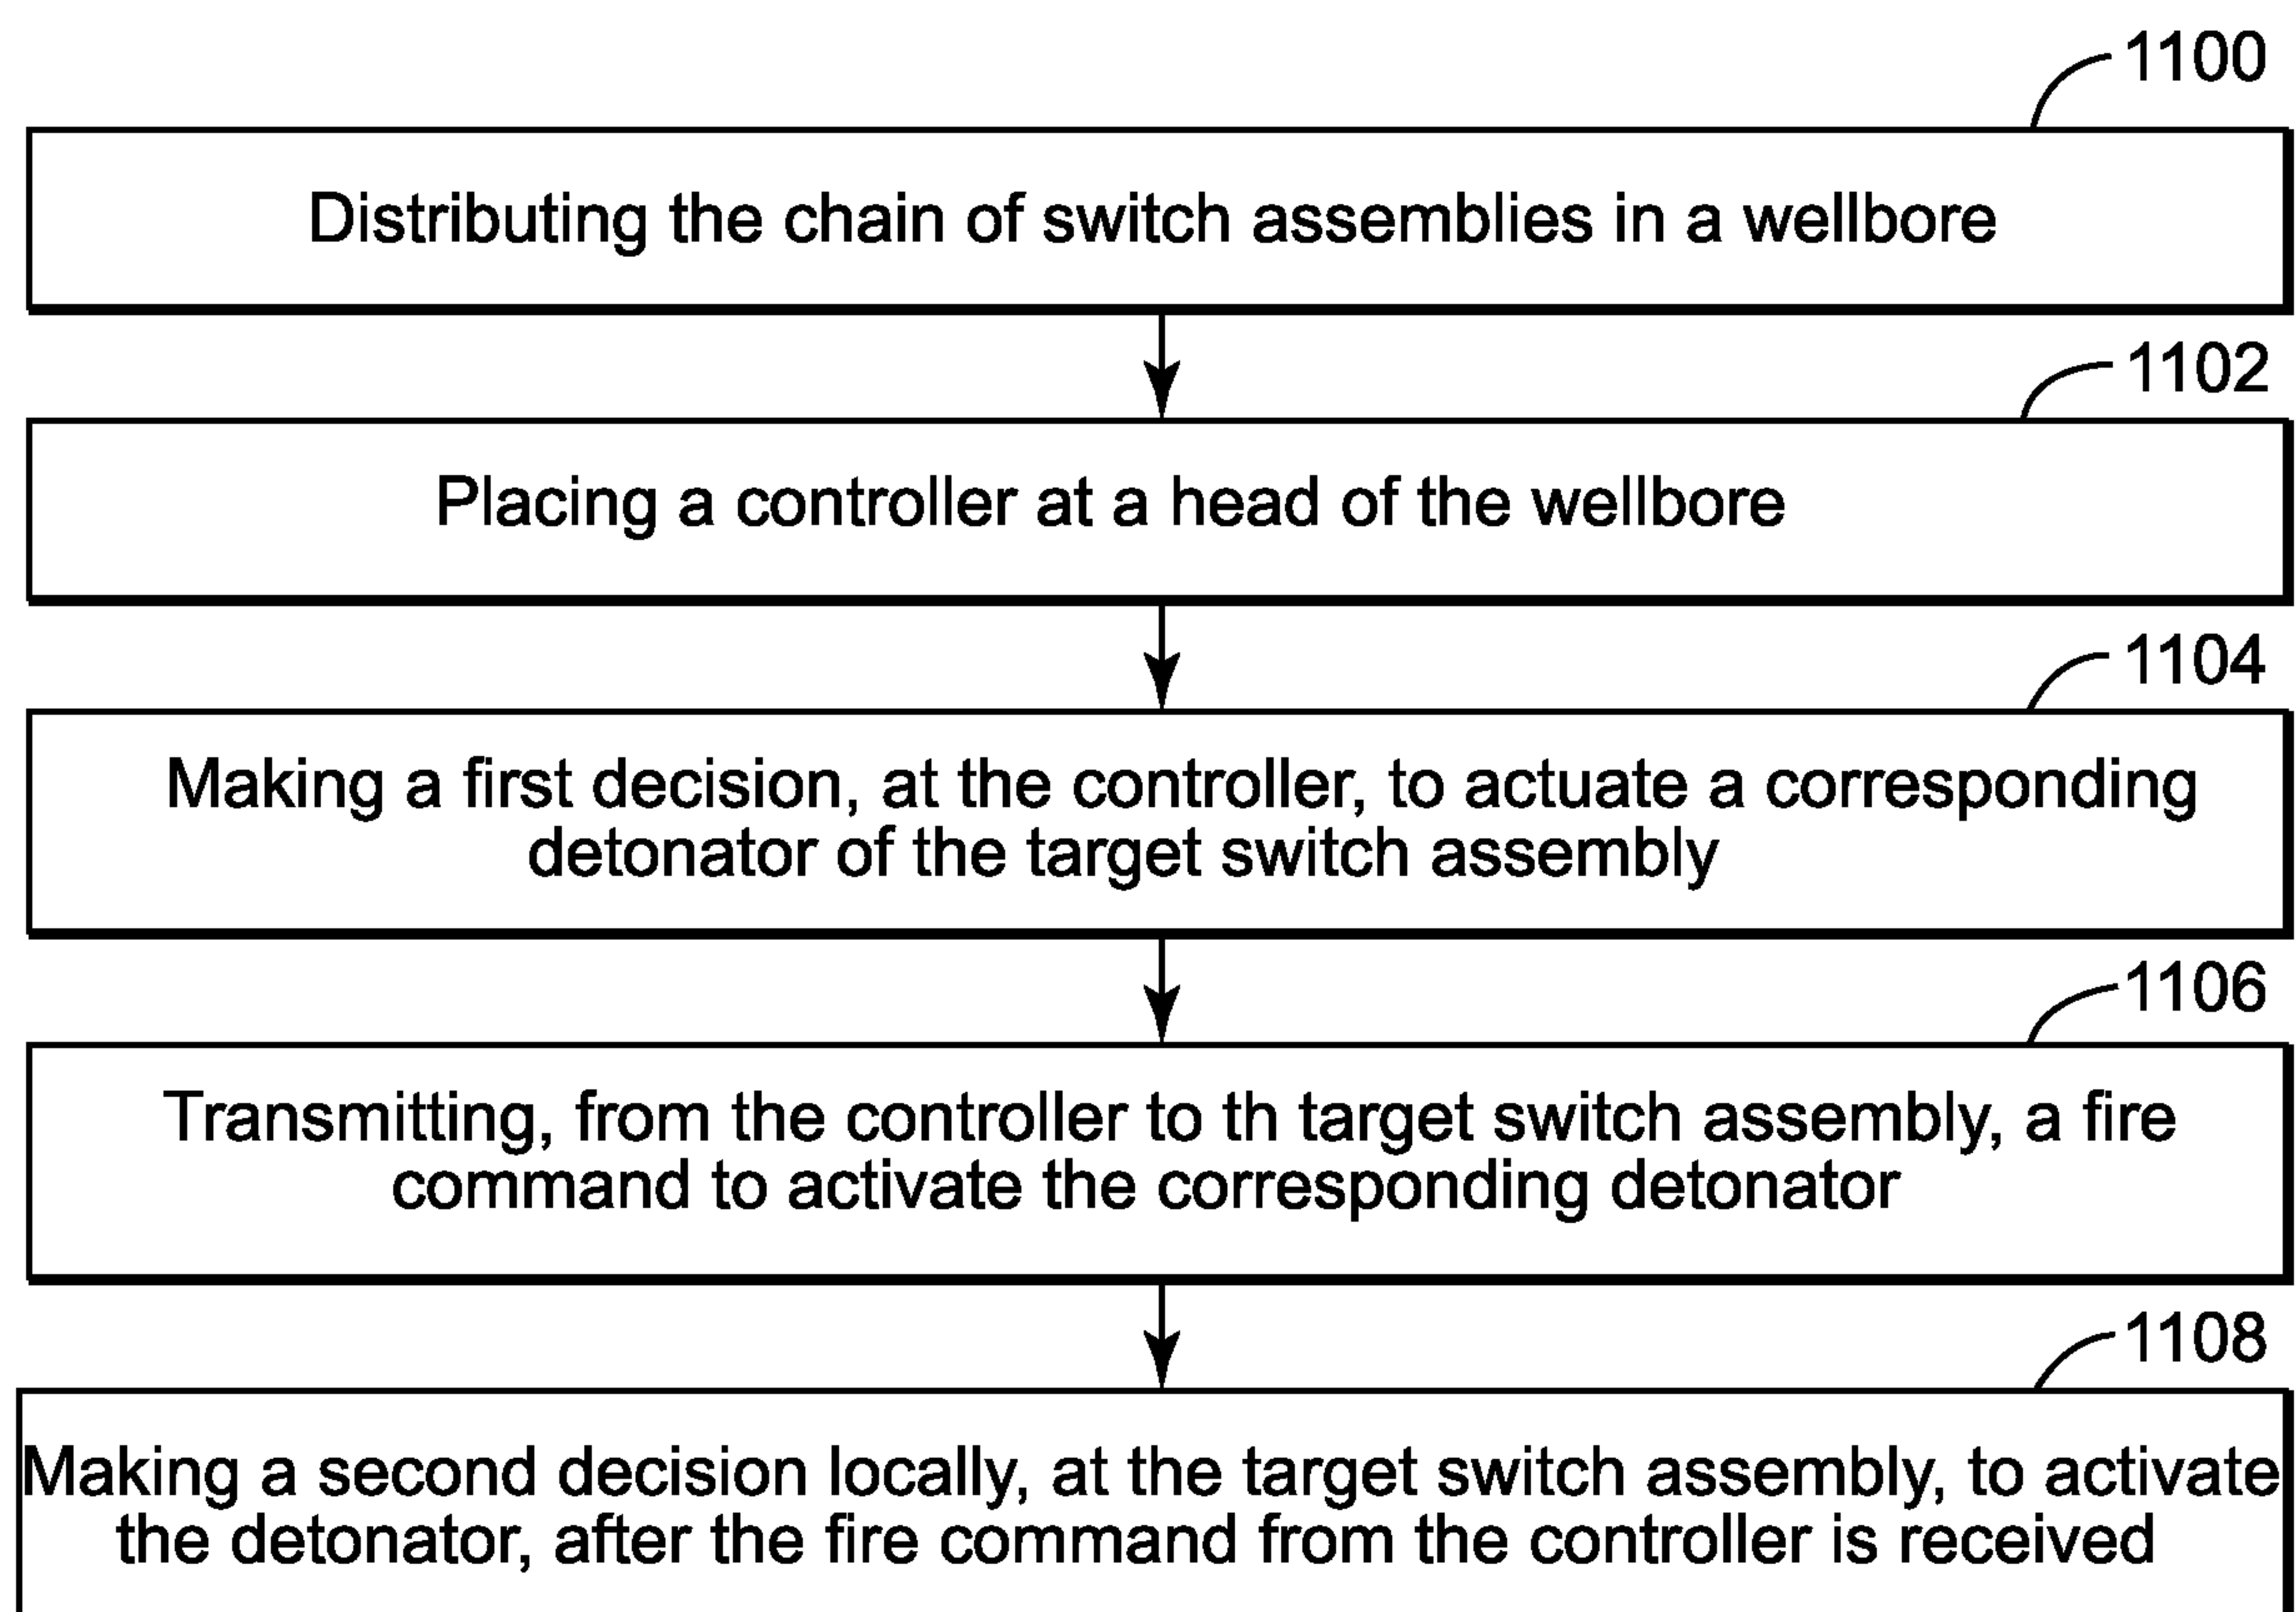 1100
Distributing the chain of switch assemblies in a wellbore
1102
Placing a controller at a head of the wellbore
1104
Making a first decision, at the controller, to actuate a corresponding
detonator of the target switch assembly
1106
Transmitting, from the controller to th target switch assembly, a fire
command to activate the corresponding detonator
1108
Making a second decision locally, at the target switch assembly, to activate
the detonator, after the fire command from the controller is received